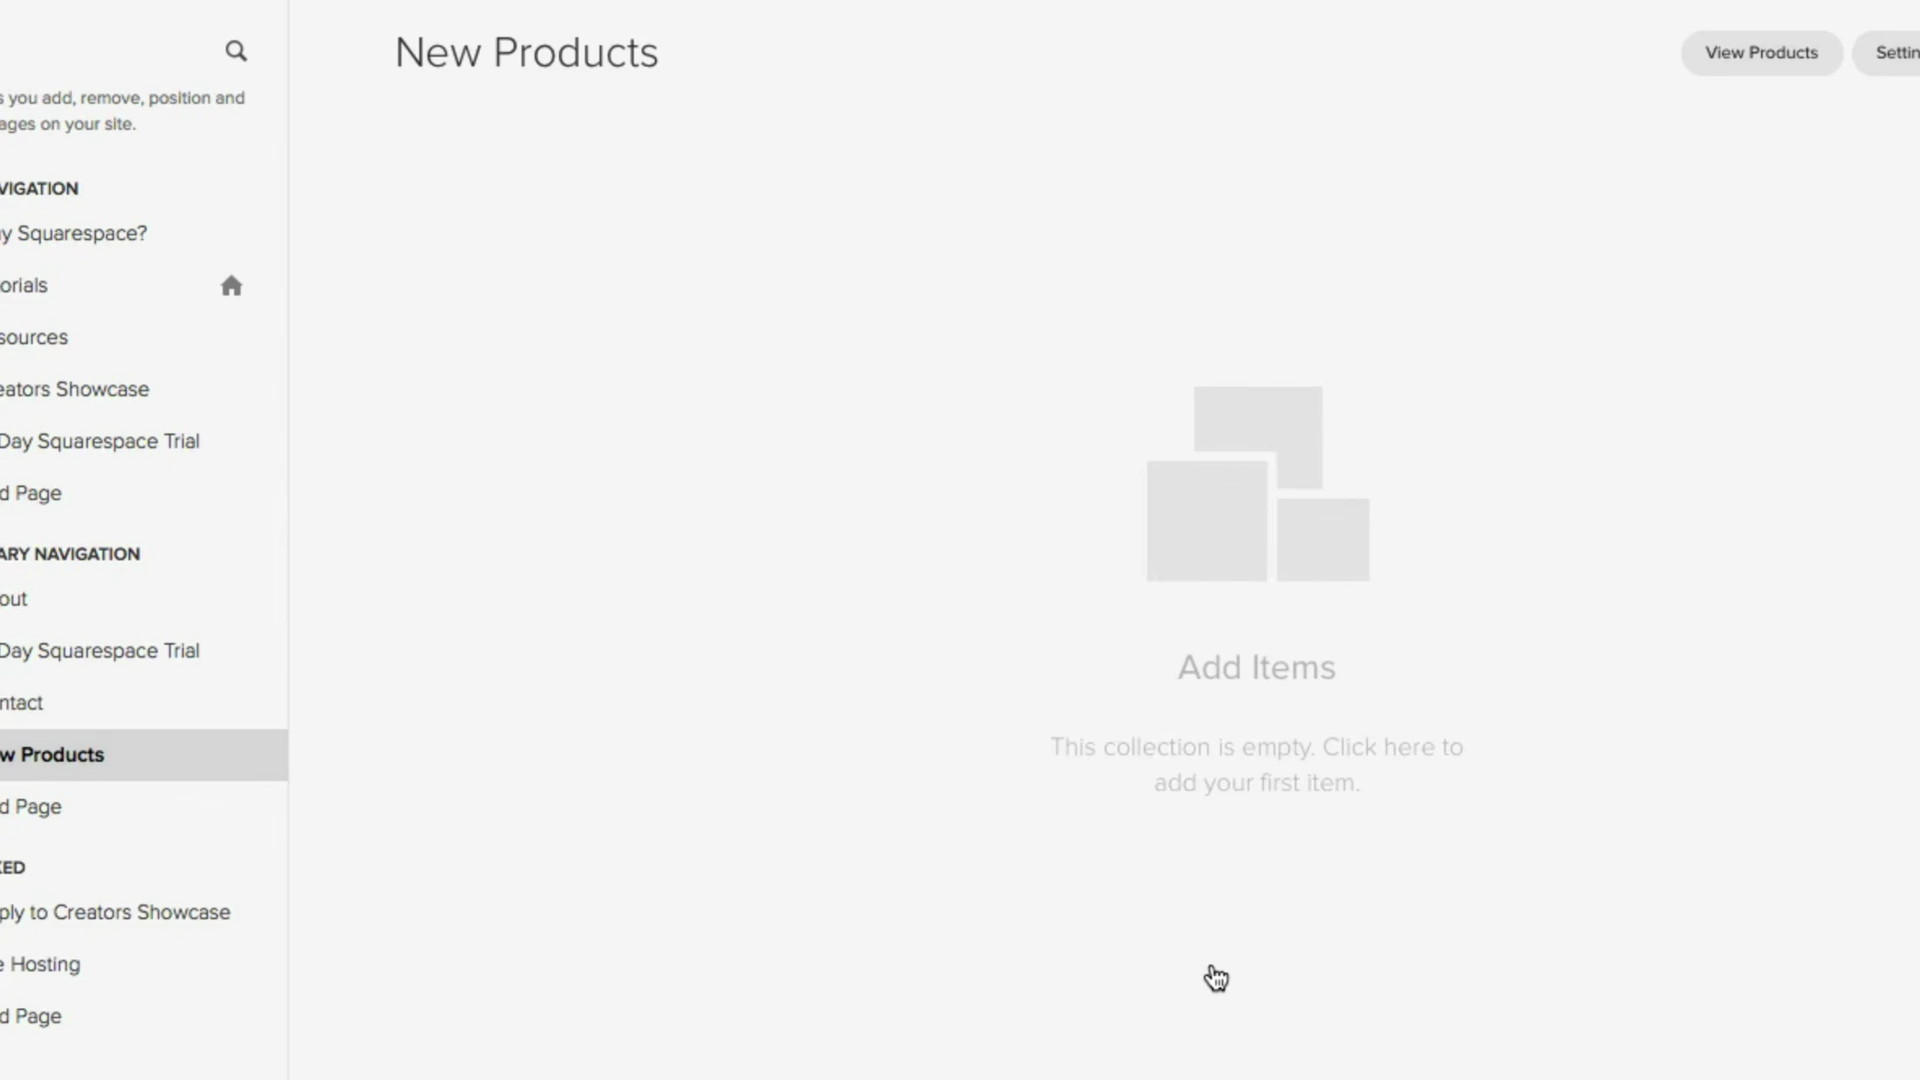 New Products
View Products
Settin
s you add, remove, position and
ages on your site.
VIGATION
y Squarespace?
orials
sources
eators Showcase
Day Squarespace Trial
d Page
ARY NAVIGATION
out
Day Squarespace Trial
ntact
w Products
d Page
KED
ply to Creators Showcase
e Hosting
d Page
Add Items
This collection is empty. Click here to
add your first item.